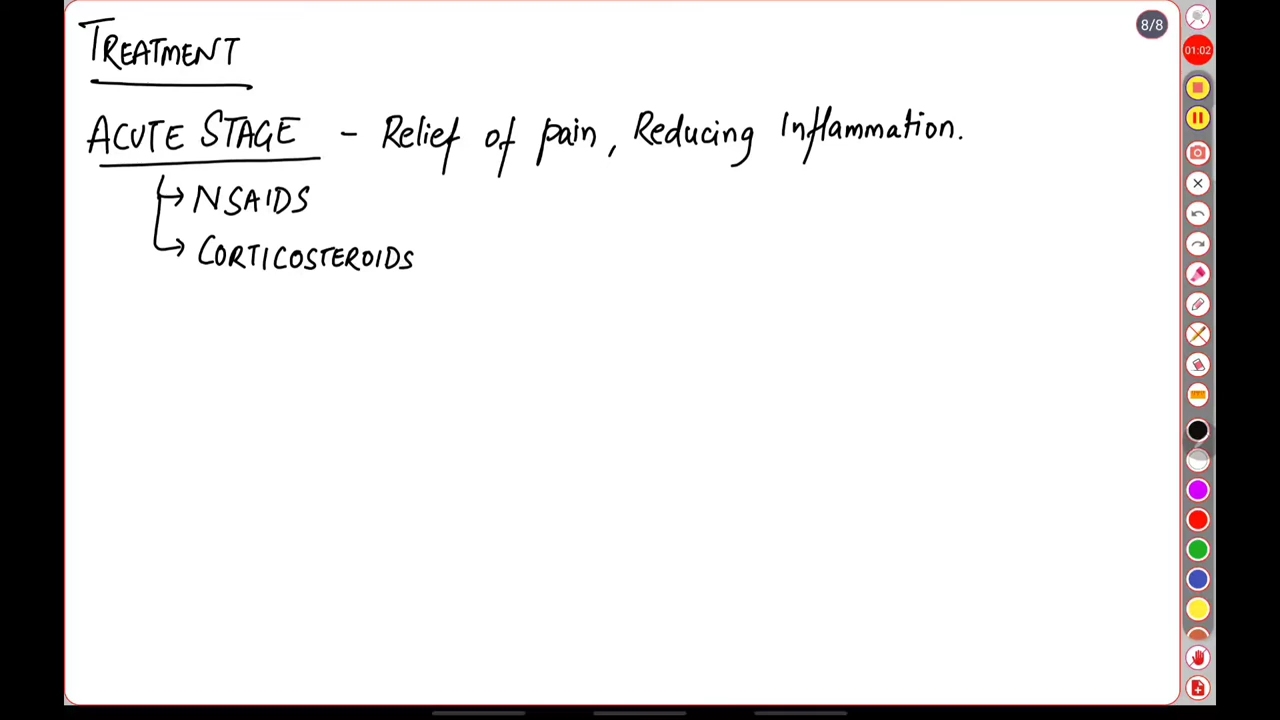 8/8
TREATMENT
01:02
ACUTE STAGE - Relief of pain, Reducing Inflammation.
NSAIDS
CORTICOSTEROIDS